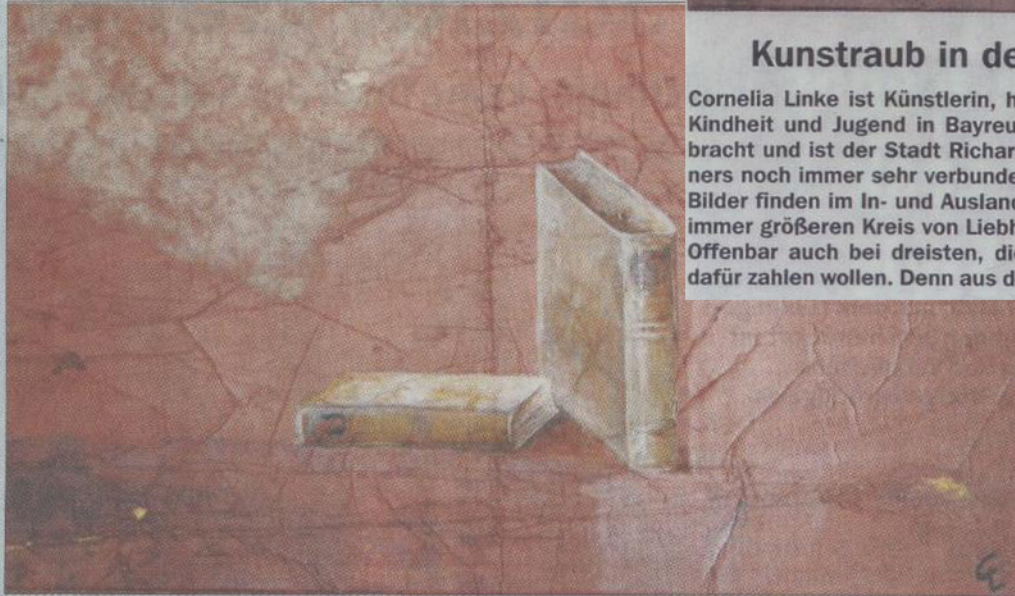 Kunstraub in de
Cornelia Linke ist Künstlerin, h
Kindheit und Jugend in Bayreu
bracht und ist der Stadt Richar
ners noch immer sehr verbunde
Bilder finden im In- und Ausland
immer größeren Kreis von Liebh
Offenbar auch bei dreisten, die
dafür zahlen wollen. Denn aus d